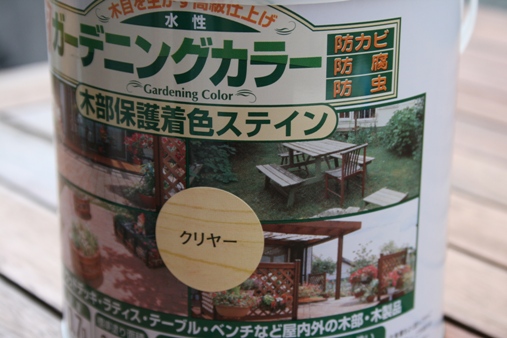 木目を生かす高級仕上げ
水性
ガーデニングカラー
防カビ
防腐
防虫
Gardening Color
木部保護着色ステイン
クリヤー
デッキ・ラティス・テーブル・ベンチなど屋内外の木部・木製品